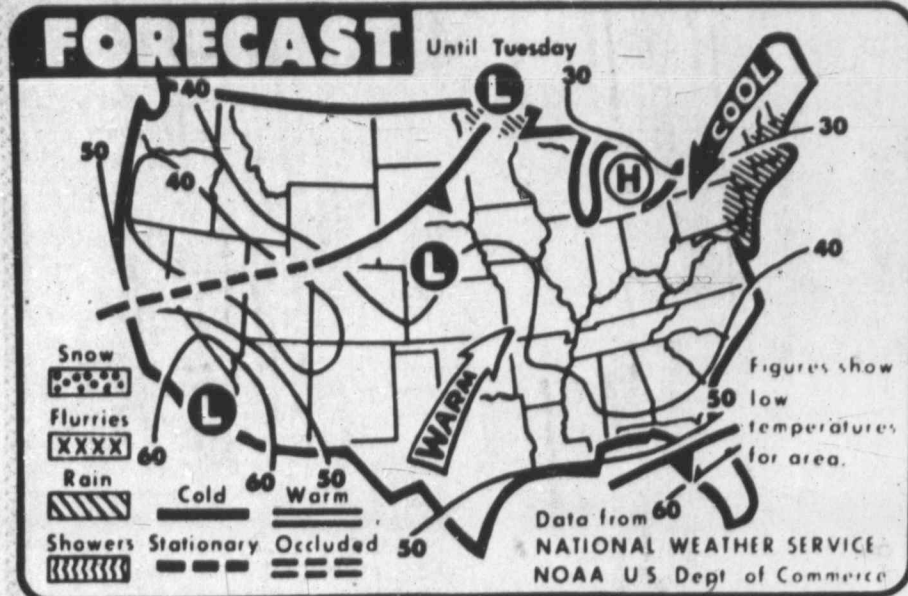 FORECAST
Until Tuesday
L
30
40
COOL
50
30
40
H
L
40
Snow
WARM
Figures show
L
50
low
Flurries
XXXX
temperatures
60
for area.
Rain
60
50
Cold
Warm
60
Data from
Showers
Stationary
Occluded
50
NATIONAL WEATHER SERVICE
NOAA U.S. Dept of Commerce